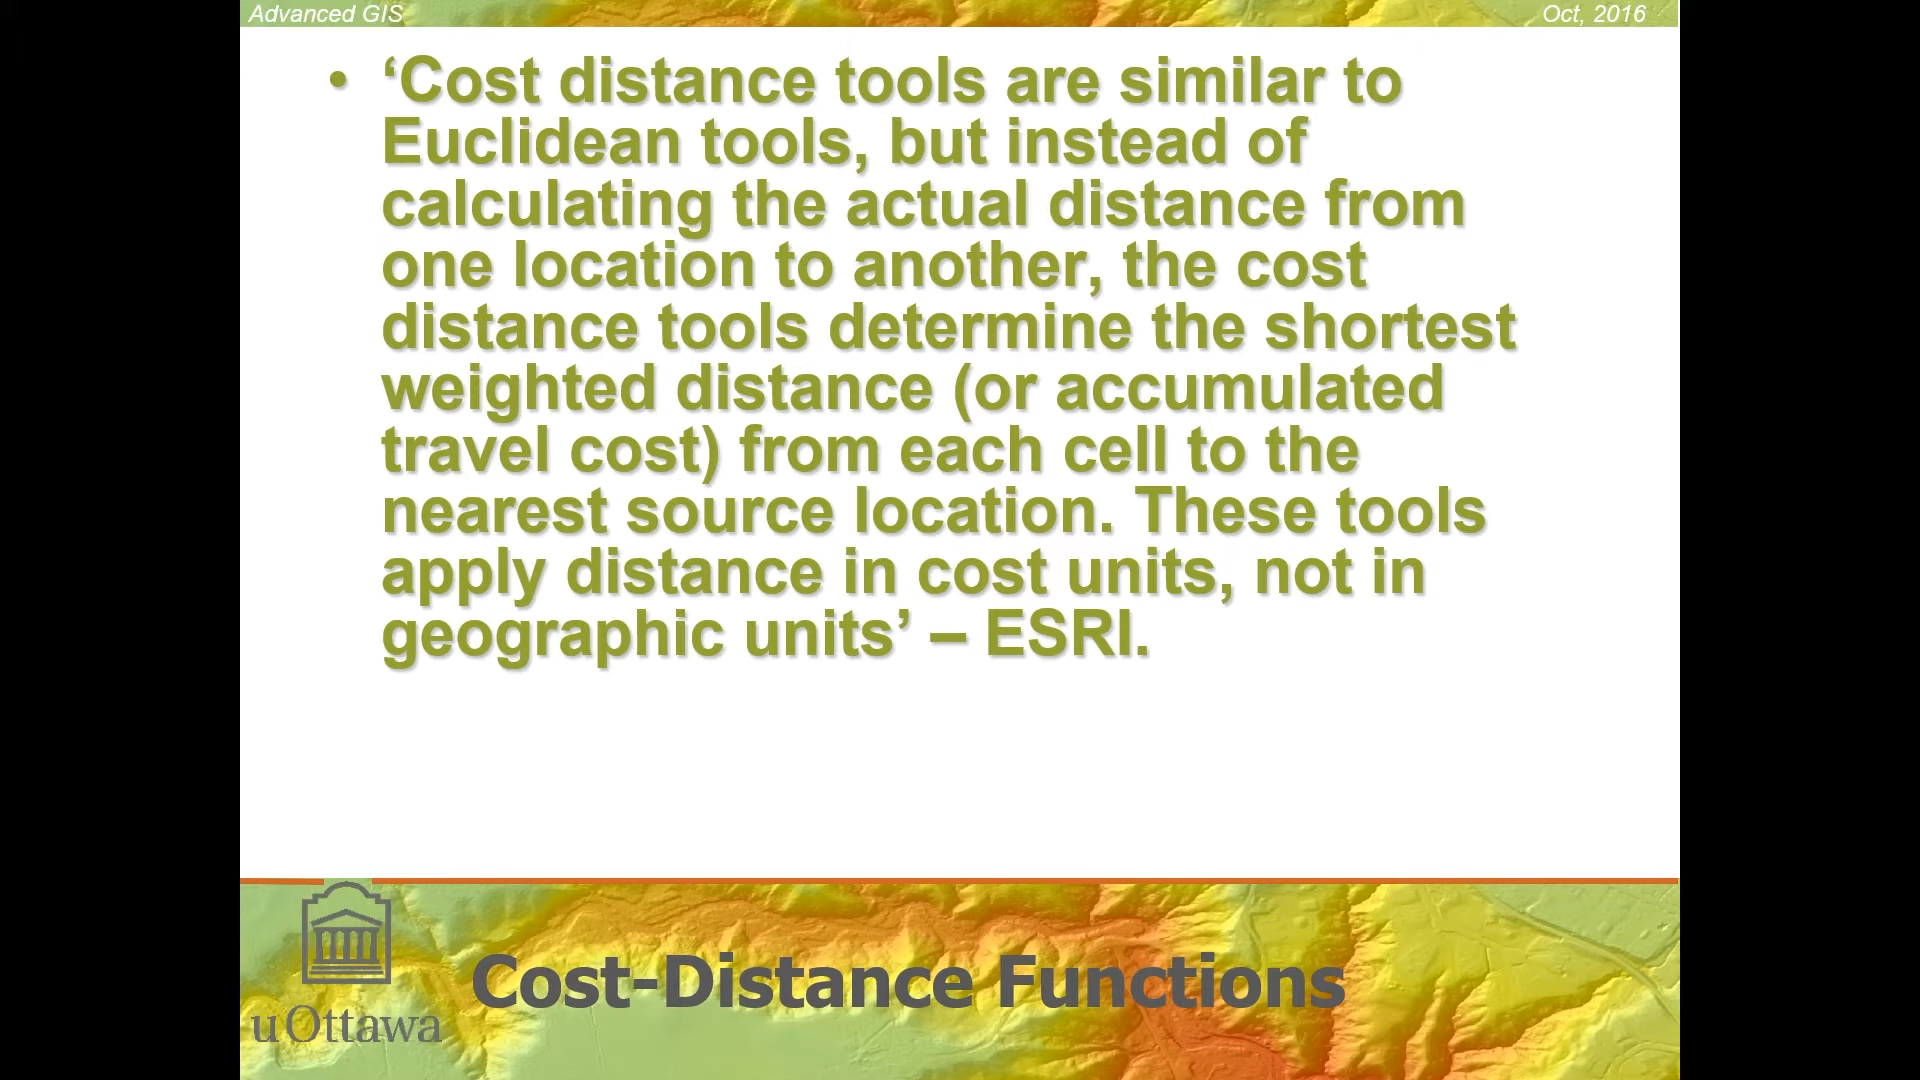 Advanced GIS
Oct, 2016
• ‘Cost distance tools are similar to
Euclidean tools, but instead of
calculating the actual distance from
one location to another, the cost
distance tools determine the shortest
weighted distance (or accumulated
travel cost) from each cell to the
nearest source location. These tools
apply distance in cost units, not in
geographic units’ – ESRI.
Cost-Distance Functions
uOttawa